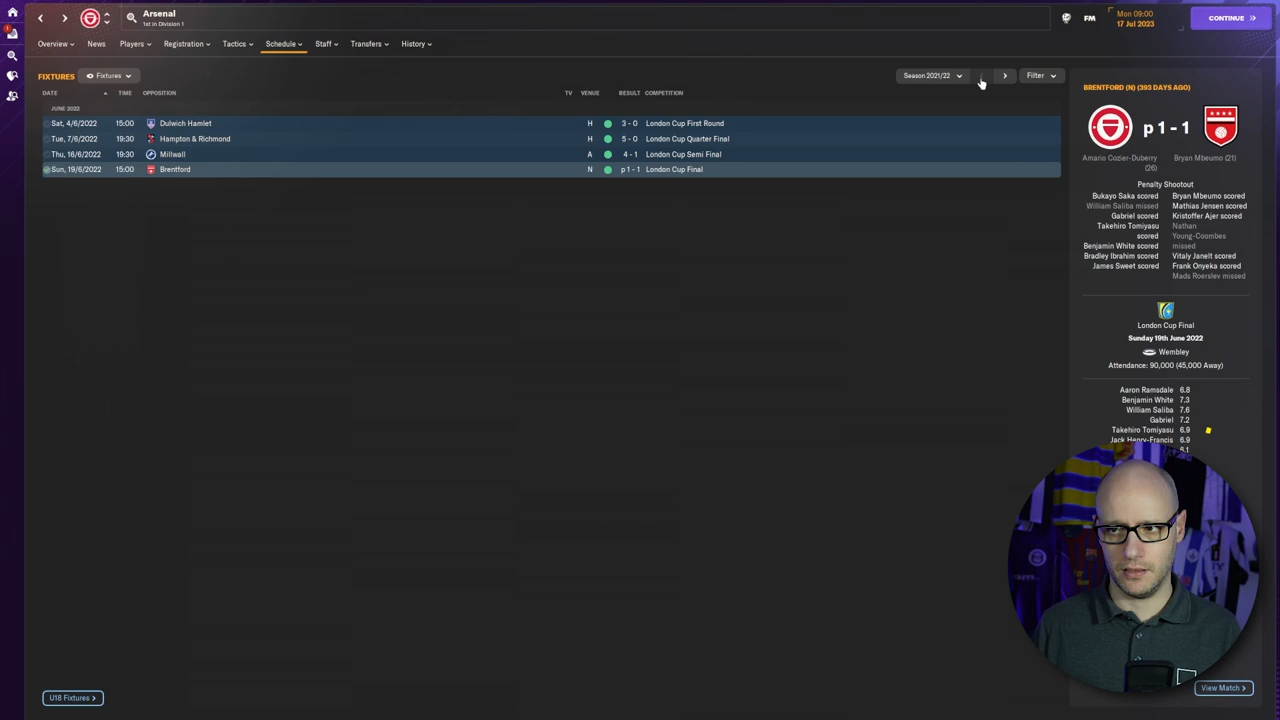 Arsenal
1st in Division 1
FM
Mon 09:00
17 Jul 2023
CONTINUE
1
Overview
News
Players
Registration
Tactics
Schedule
Staff
Transfers
History
FIXTURES
Fixtures
Season 2021/22
Filter
DATE TIME OPPOSITION TV VENUE RESULT COMPETITION
JUNE 2022
Sat, 4/6/2022 15:00 Dulwich Hamlet H 3 - 0 London Cup First Round
Tue, 7/6/2022 19:30 Hampton & Richmond H 5 - 0 London Cup Quarter Final
Thu, 16/6/2022 19:30 Millwall A 4 - 1 London Cup Semi Final
Sun, 19/6/2022 15:00 Brentford N p 1 - 1 London Cup Final
BRENTFORD (N) (393 DAYS AGO)
p 1 - 1
Amario Cozier-Duberry
(26)
Bryan Mbeumo (21)
Penalty Shootout
Bukayo Saka scored
William Saliba missed
Gabriel scored
Takehiro Tomiyasu
scored
Benjamin White scored
Bradley Ibrahim scored
James Sweet scored
Bryan Mbeumo scored
Mathias Jensen scored
Kristoffer Ajer scored
Nathan
Young-Coombes
missed
Vitaly Janelt scored
Frank Onyeka scored
Mads Roerslev missed
London Cup Final
Sunday 19th June 2022
Wembley
Attendance: 90,000 (45,000 Away)
Aaron Ramsdale 6.8
Benjamin White 7.3
William Saliba 7.6
Gabriel 7.2
Takehiro Tomiyasu 6.9
Jack Henry-Francis 6.9
6.1
U18 Fixtures
View Match